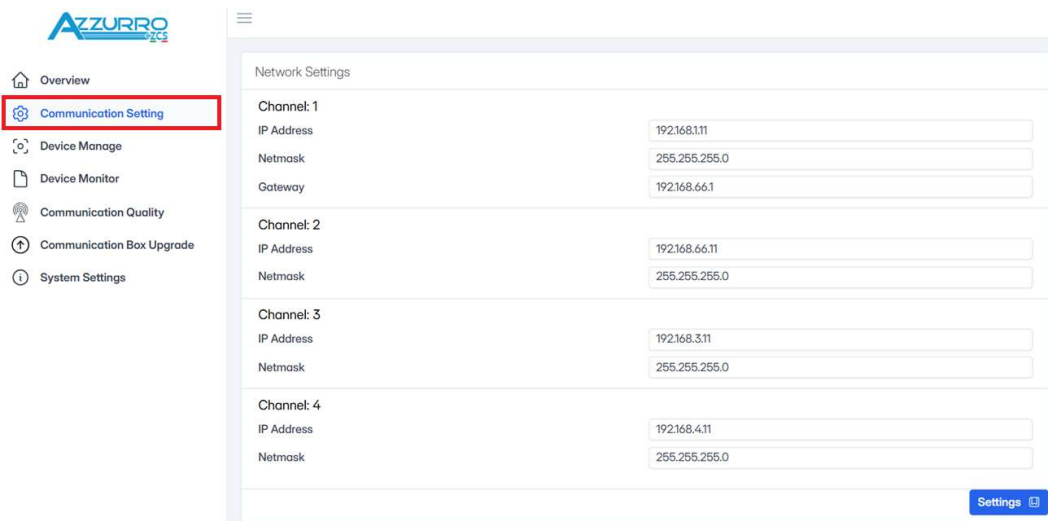 AZZURRO
ZCS
Overview
Communication Setting
Device Manage
Device Monitor
Communication Quality
Communication Box Upgrade
System Settings
Network Settings
Channel: 1
IP Address 192.168.1.11
Netmask 255.255.255.0
Gateway 192.168.66.1
Channel: 2
IP Address 192.168.66.11
Netmask 255.255.255.0
Channel: 3
IP Address 192.168.3.11
Netmask 255.255.255.0
Channel: 4
IP Address 192.168.4.11
Netmask 255.255.255.0
Settings